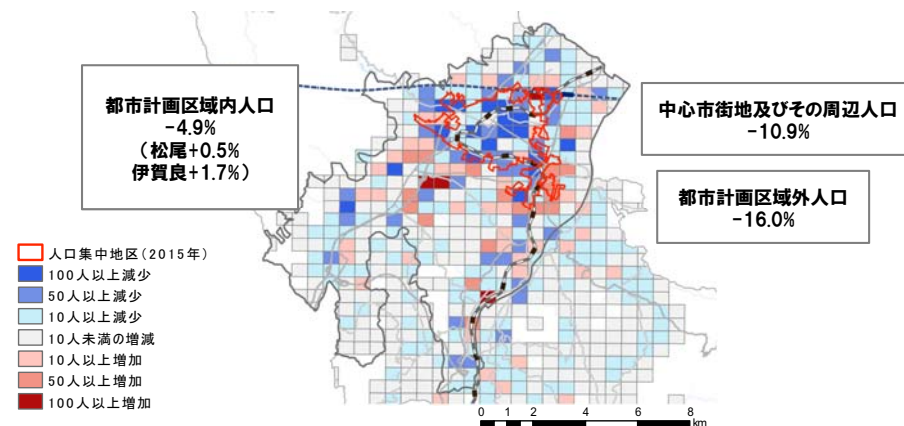 都市計画区域内人口
-4.9%
（松尾+0.5%
伊賀良+1.7%）
中心市街地及びその周辺人口
-10.9%
都市計画区域外人口
-16.0%
人口集中地区（2015年）
100人以上減少
50人以上減少
10人以上減少
10人未満の増減
10人以上増加
50人以上増加
100人以上増加
0 1 2 4 6 8
km